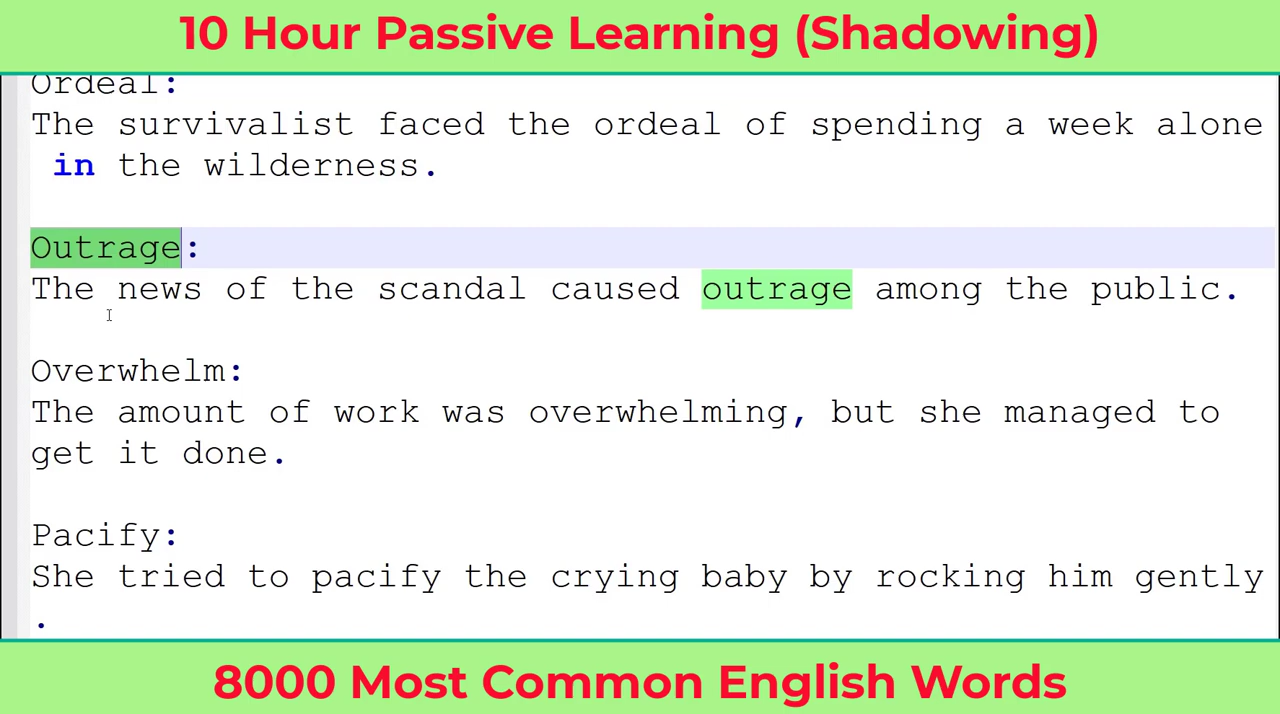 10 Hour Passive Learning (Shadowing)
Ordeal:
The survivalist faced the ordeal of spending a week alone
in the wilderness.
Outrage:
The news of the scandal caused outrage among the public.
Overwhelm:
The amount of work was overwhelming, but she managed to
get it done.
Pacify:
She tried to pacify the crying baby by rocking him gently
.
8000 Most Common English Words